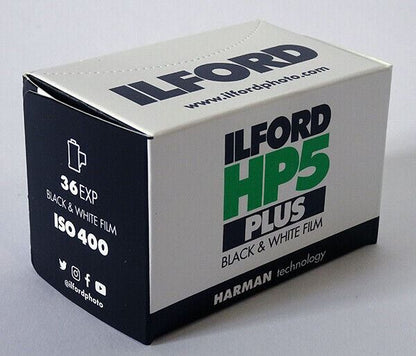 ILFORD
www.ilfordphoto.com
ILFORD
HP5
PLUS
BLACK & WHITE FILM
HARMAN technology
36 EXP
BLACK & WHITE FILM
ISO 400
@ilfordphoto